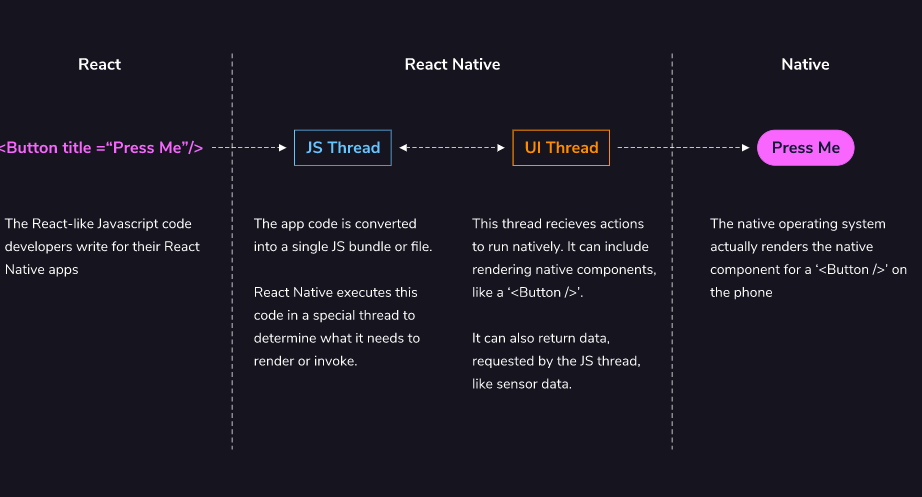 React
React Native
Native
<Button title =“Press Me”/>
JS Thread
UI Thread
Press Me
The React-like Javascript code
developers write for their React
Native apps
The app code is converted
into a single JS bundle or file.
React Native executes this
code in a special thread to
determine what it needs to
render or invoke.
This thread recieves actions
to run natively. It can include
rendering native components,
like a ‘<Button />’.
It can also return data,
requested by the JS thread,
like sensor data.
The native operating system
actually renders the native
component for a ‘<Button />’ on
the phone